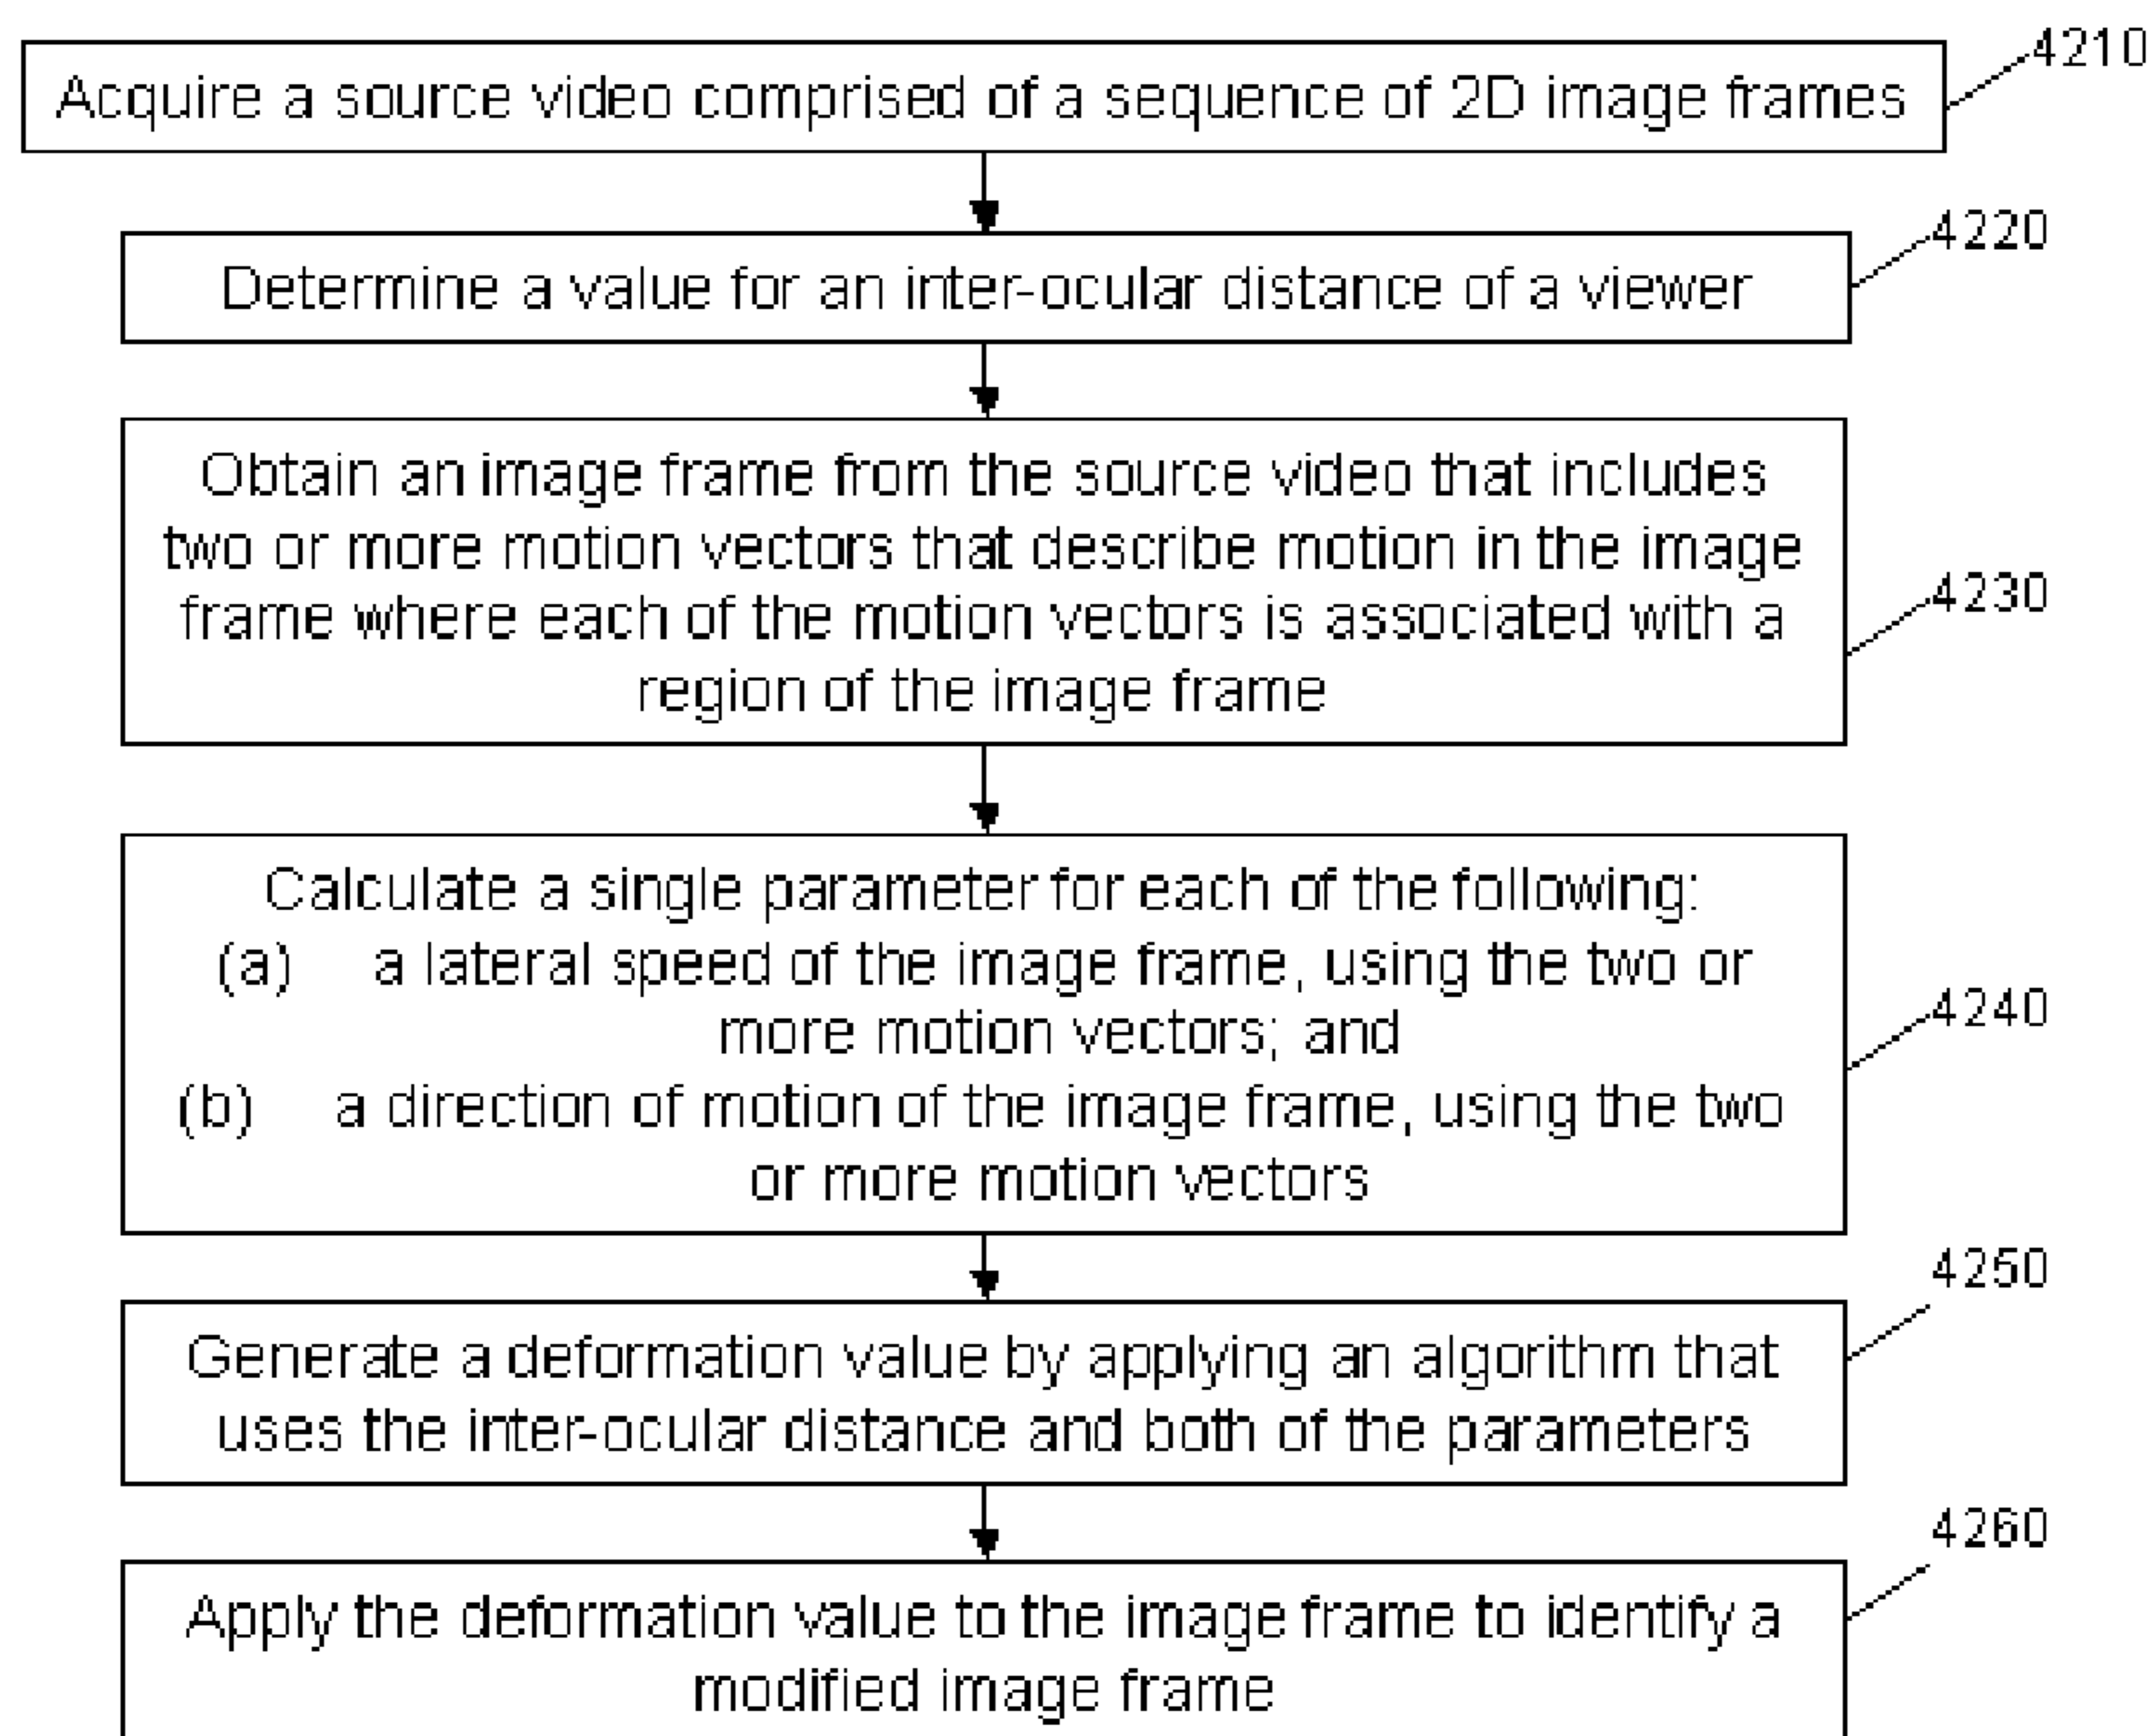 4210
Acquire a source video comprised of a sequence of 2D image frames
4220
Determine a value for an inter-ocular distance of a viewer
Obtain an image frame from the source video that includes
two or more motion vectors that describe motion in the image
frame where each of the motion vectors is associated with a
region of the image frame
4230
Calculate a single parameter for each of the following:
(a) a lateral speed of the image frame, using the two or
more motion vectors; and
(b) a direction of motion of the image frame, using the two
or more motion vectors
4240
4250
Generate a deformation value by applying an algorithm that
uses the inter-ocular distance and both of the parameters
4260
Apply the deformation value to the image frame to identify a
modified image frame